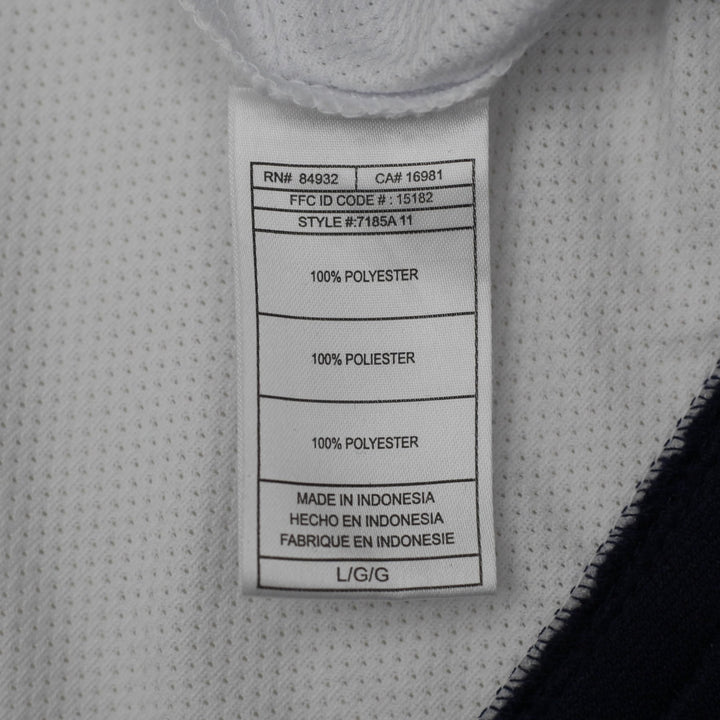 RN# 84932 CA# 16981
FFC ID CODE # : 15182
STYLE #:7185A 11
100% POLYESTER
100% POLIESTER
100% POLYESTER
MADE IN INDONESIA
HECHO EN INDONESIA
FABRIQUE EN INDONESIE
L/G/G